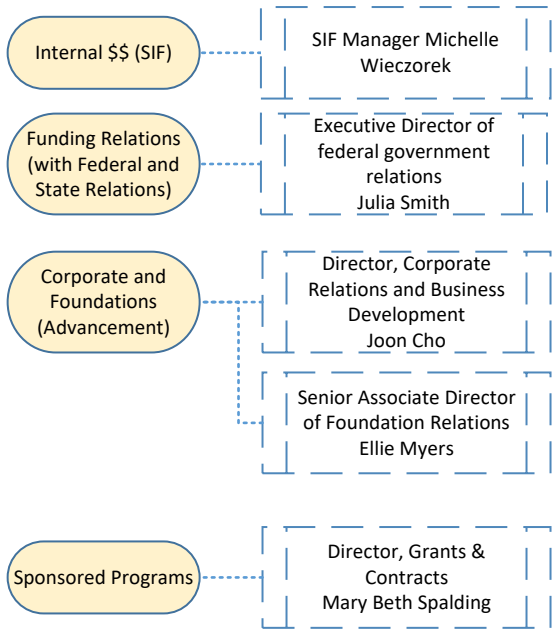 Internal $$ (SIF)
SIF Manager Michelle
Wieczorek
Funding Relations
(with Federal and
State Relations)
Executive Director of
federal government
relations
Julia Smith
Corporate and
Foundations
(Advancement)
Director, Corporate
Relations and Business
Development
Joon Cho
Senior Associate Director
of Foundation Relations
Ellie Myers
Sponsored Programs
Director, Grants &
Contracts
Mary Beth Spalding